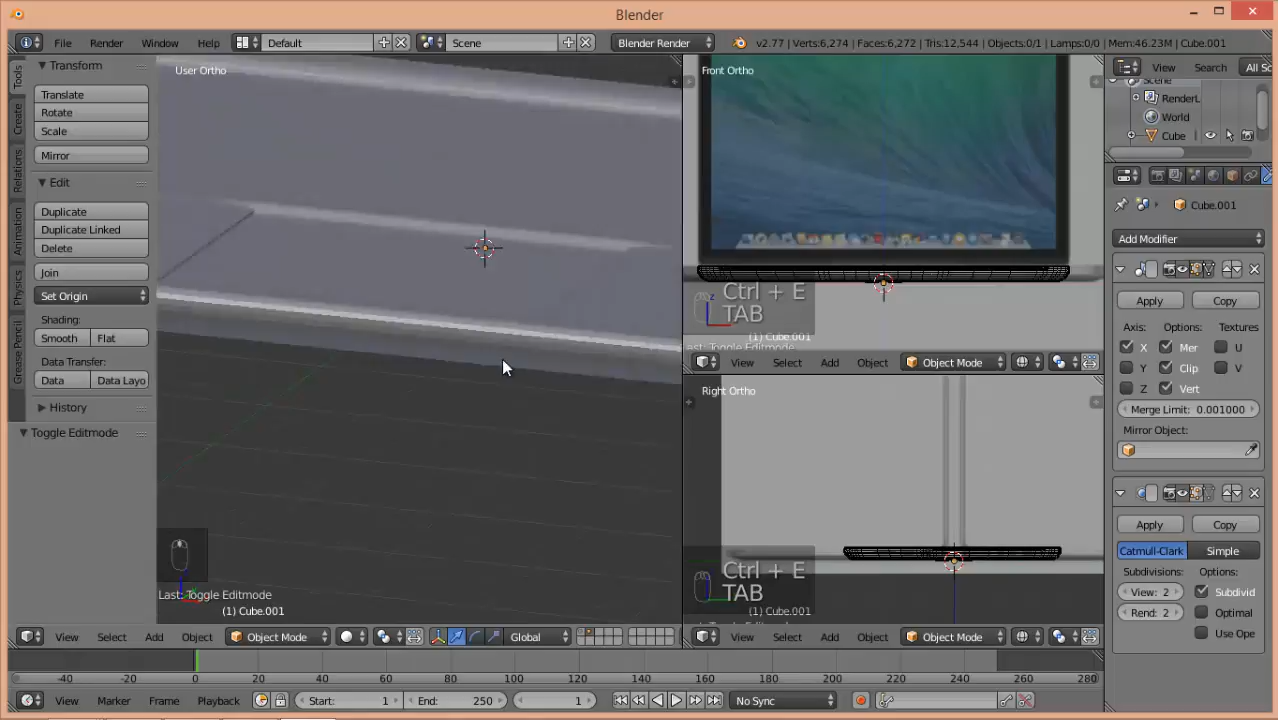 Blender
File Render Window Help Default Scene Blender Render v2.77 | Verts:6,274 | Faces:6,272 | Tris:12,544 | Objects:0/1 | Lamps:0/0 | Mem:46.23M | Cube.001
Tools
Create
Relations
Animation
Physics
Grease Pencil
Transform
Translate
Rotate
Scale
Mirror
Edit
Duplicate
Duplicate Linked
Delete
Join
Set Origin
Shading:
Smooth Flat
Data Transfer:
Data Data Layo
History
Toggle Editmode
User Ortho
Last: Toggle Editmode
(1) Cube.001
View Select Add Object Object Mode Global
Front Ortho
Ctrl + E
TAB
(1) Cube.001
Last: Toggle Editmode
View Select Add Object Object Mode
Right Ortho
Ctrl + E
TAB
(1) Cube.001
View Select Add Object Object Mode
View Search All Sc
Scene
RenderL
World
Cube
Cube.001
Add Modifier
Apply Copy
Axis: Options: Textures
X Mer U
Y Clip V
Z Vert
Merge Limit: 0.001000
Mirror Object:
Apply Copy
Catmull-Clark Simple
Subdivisions: Options:
View: 2 Subdivid
Rend: 2 Optimal
Use Ope
-40 -20 0 20 40 60 80 100 120 140 160 180 200 220 240 260 280
View Marker Frame Playback Start: 1 End: 250 1 No Sync